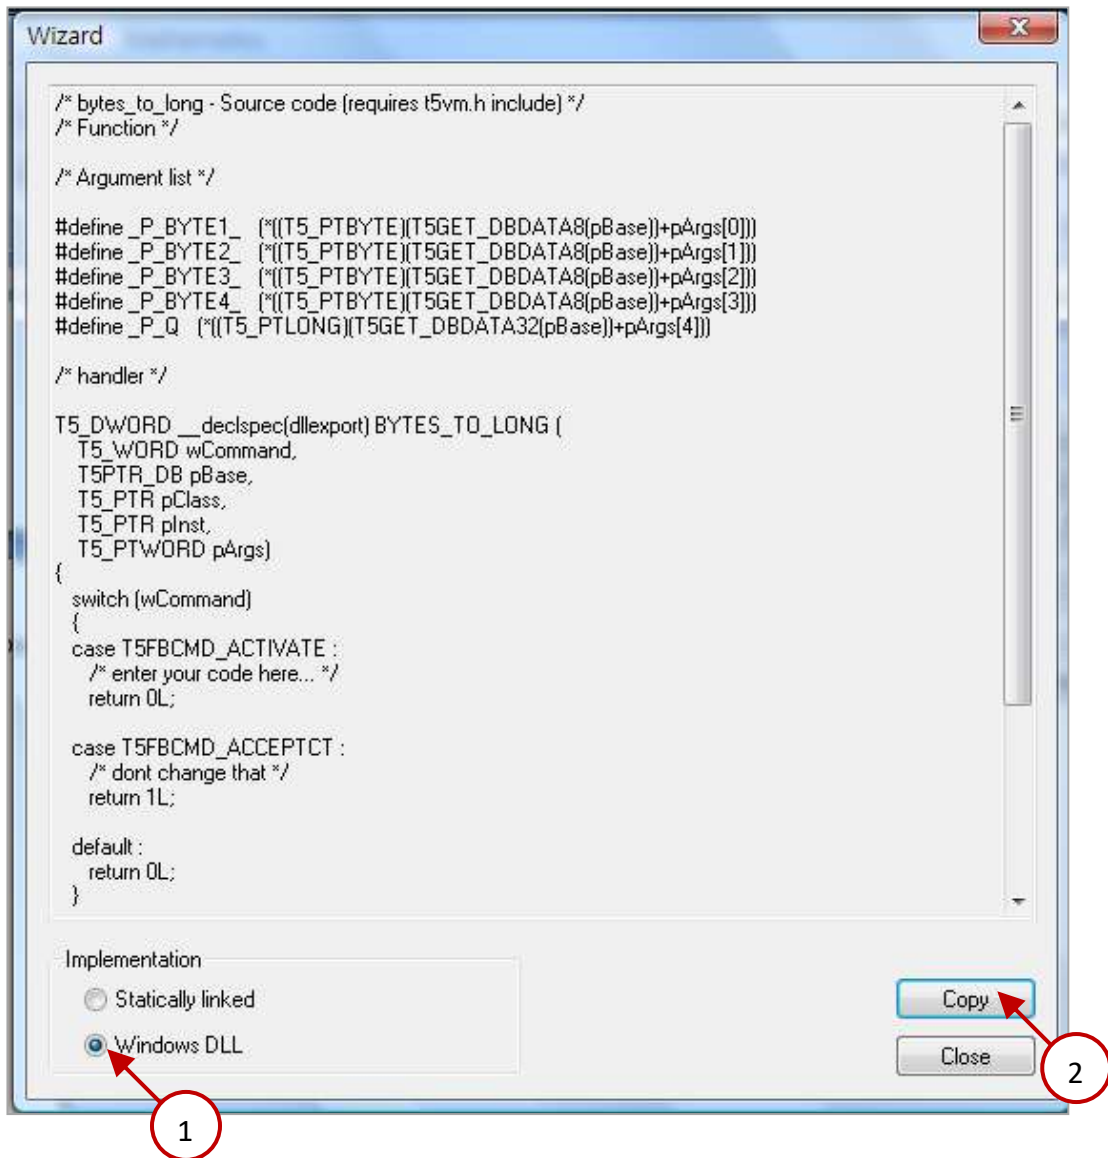 Wizard
/* bytes_to_long - Source code (requires t5vm.h include) */
/* Function */
/* Argument list */
#define _P_BYTE1_ (*((T5_PTBYTE)(T5GET_DBDATA8(pBase))+pArgs[0]))
#define _P_BYTE2_ (*((T5_PTBYTE)(T5GET_DBDATA8(pBase))+pArgs[1]))
#define _P_BYTE3_ (*((T5_PTBYTE)(T5GET_DBDATA8(pBase))+pArgs[2]))
#define _P_BYTE4_ (*((T5_PTBYTE)(T5GET_DBDATA8(pBase))+pArgs[3]))
#define _P_Q (*((T5_PTLONG)(T5GET_DBDATA32(pBase))+pArgs[4]))
/* handler */
T5_DWORD __declspec(dllexport) BYTES_TO_LONG (
T5_WORD wCommand,
T5PTR_DB pBase,
T5_PTR pClass,
T5_PTR pInst,
T5_PTWORD pArgs)
{
switch (wCommand)
{
case T5FBCMD_ACTIVATE :
/* enter your code here... */
return 0L;
case T5FBCMD_ACCEPTCT :
/* dont change that */
return 1L;
default :
return 0L;
}
Implementation
Statically linked
Windows DLL
Copy
Close
1
2